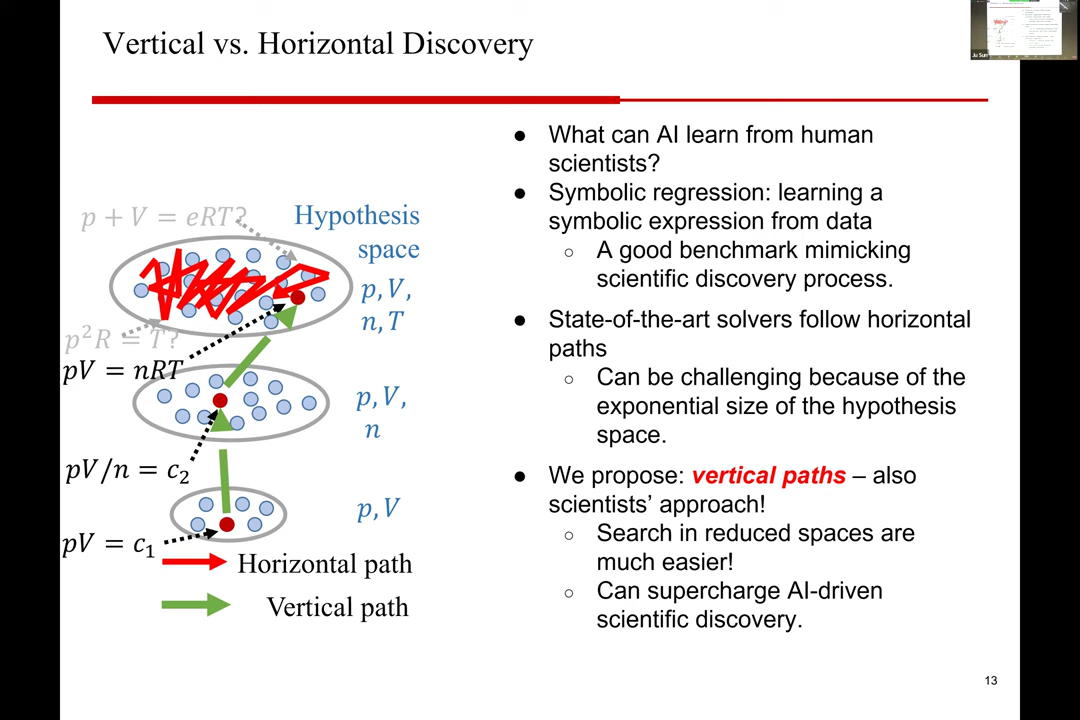 Vertical vs. Horizontal Discovery
Ju Sun
p + V = eRT?
Hypothesis
space
p, V,
n, T
p²R = T?
pV = nRT
p, V,
n
pV/n = c₂
p, V
pV = c₁
Horizontal path
Vertical path
● What can AI learn from human
scientists?
● Symbolic regression: learning a
symbolic expression from data
○ A good benchmark mimicking
scientific discovery process.
● State-of-the-art solvers follow horizontal
paths
○ Can be challenging because of the
exponential size of the hypothesis
space.
● We propose: vertical paths – also
scientists’ approach!
○ Search in reduced spaces are
much easier!
○ Can supercharge AI-driven
scientific discovery.
13